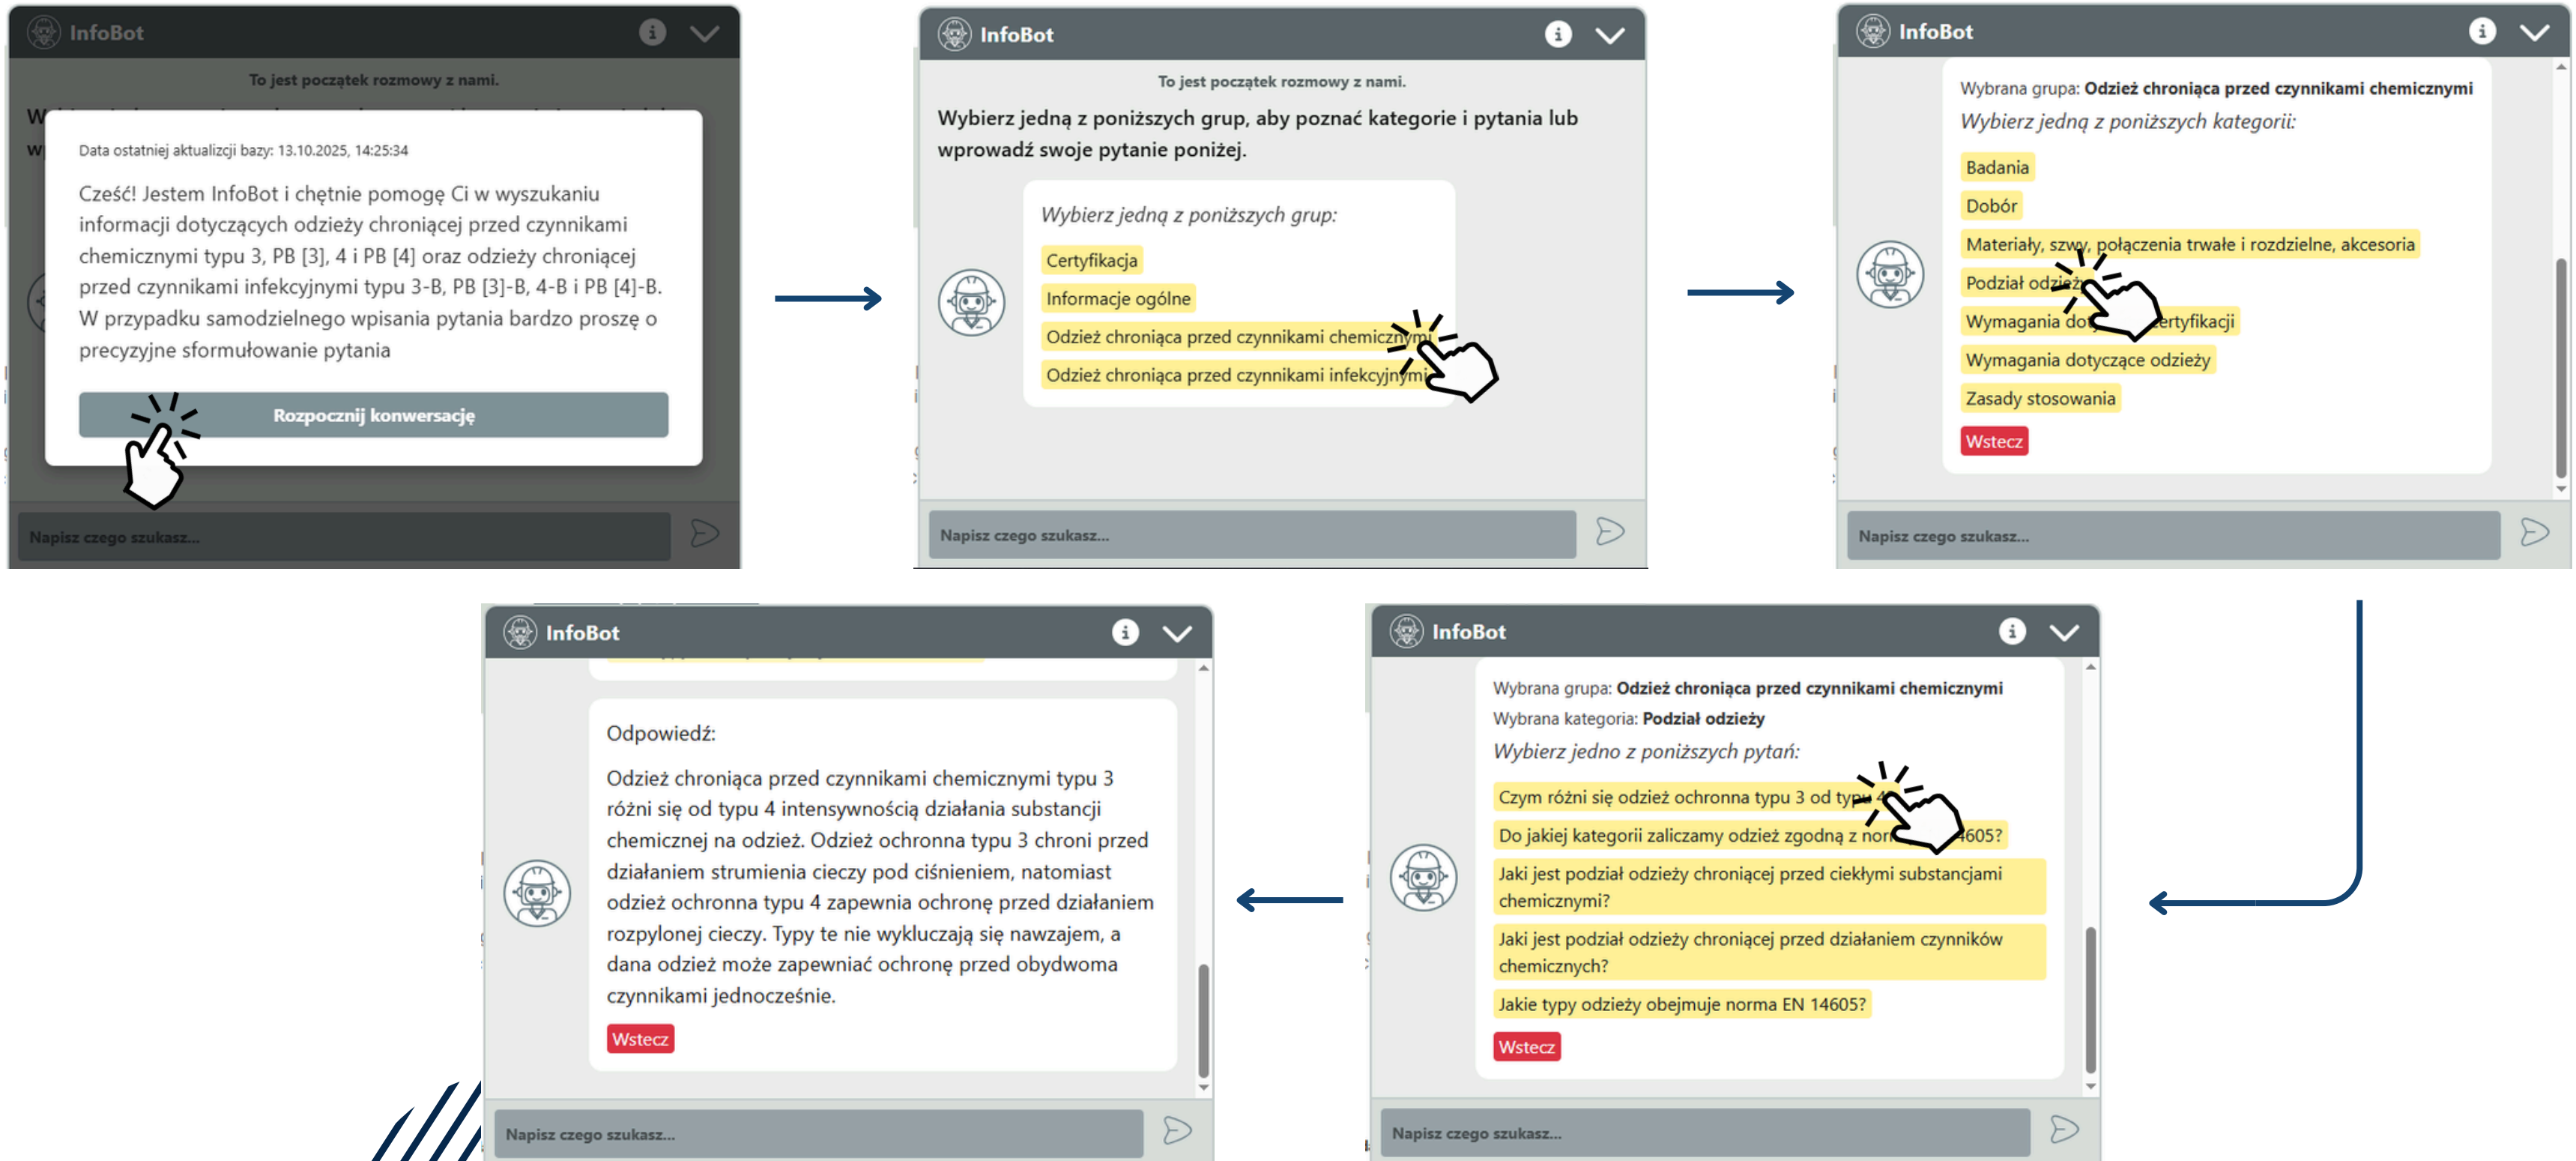 InfoBot
To jest początek rozmowy z nami.
Data ostatniej aktualizcji bazy: 13.10.2025, 14:25:34
Cześć! Jestem InfoBot i chętnie pomogę Ci w wyszukaniu
informacji dotyczących odzieży chroniącej przed czynnikami
chemicznymi typu 3, PB [3], 4 i PB [4] oraz odzieży chroniącej
przed czynnikami infekcyjnymi typu 3-B, PB [3]-B, 4-B i PB [4]-B.
W przypadku samodzielnego wpisania pytania bardzo proszę o
precyzyjne sformułowanie pytania
Rozpocznij konwersację
Napisz czego szukasz...
InfoBot
To jest początek rozmowy z nami.
Wybierz jedną z poniższych grup, aby poznać kategorie i pytania lub
wprowadź swoje pytanie poniżej.
Wybierz jedną z poniższych grup:
Certyfikacja
Informacje ogólne
Odzież chroniąca przed czynnikami chemicznymi
Odzież chroniąca przed czynnikami infekcyjnymi
Napisz czego szukasz...
InfoBot
Wybrana grupa: Odzież chroniąca przed czynnikami chemicznymi
Wybierz jedną z poniższych kategorii:
Badania
Dobór
Materiały, szwy, połączenia trwałe i rozdzielne, akcesoria
Podział odzieży
Wymagania certyfikacji
Wymagania dotyczące odzieży
Zasady stosowania
Wstecz
Napisz czego szukasz...
InfoBot
Wybrana grupa: Odzież chroniąca przed czynnikami chemicznymi
Wybrana kategoria: Podział odzieży
Wybierz jedno z poniższych pytań:
Czym różni się odzież ochronna typu 3 od typu 4
Do jakiej kategorii zaliczamy odzież zgodną z 4605?
Jaki jest podział odzieży chroniącej przed ciekłymi substancjami
chemicznymi?
Jaki jest podział odzieży chroniącej przed działaniem czynników
chemicznych?
Jakie typy odzieży obejmuje norma EN 14605?
Wstecz
Napisz czego szukasz...
InfoBot
Odpowiedź:
Odzież chroniąca przed czynnikami chemicznymi typu 3
różni się od typu 4 intensywnością działania substancji
chemicznej na odzież. Odzież ochronna typu 3 chroni przed
działaniem strumienia cieczy pod ciśnieniem, natomiast
odzież ochronna typu 4 zapewnia ochronę przed działaniem
rozpylonej cieczy. Typy te nie wykluczają się nawzajem, a
dana odzież może zapewniać ochronę przed obydwoma
czynnikami jednocześnie.
Wstecz
Napisz czego szukasz...